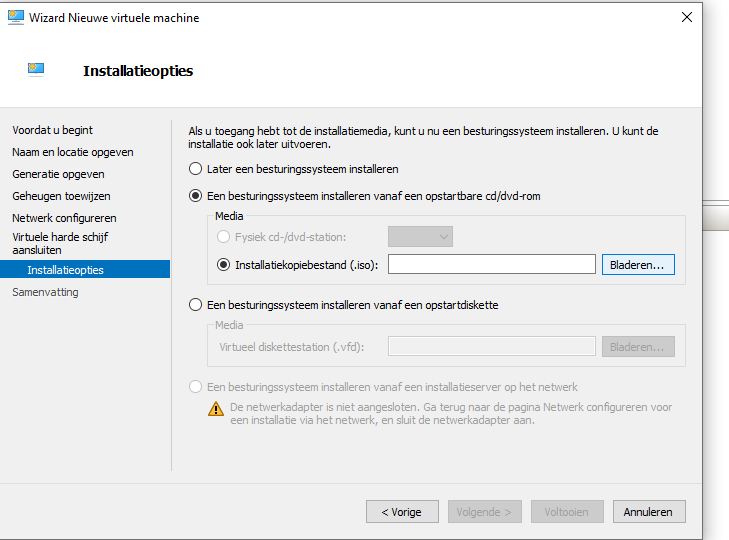 Wizard Nieuwe virtuele machine
Installatieopties
Voordat u begint
Naam en locatie opgeven
Generatie opgeven
Geheugen toewijzen
Netwerk configureren
Virtuele harde schijf
aansluiten
Installatieopties
Samenvatting
Als u toegang hebt tot de installatiemedia, kunt u nu een besturingssysteem installeren. U kunt de
installatie ook later uitvoeren.
Later een besturingssysteem installeren
Een besturingssysteem installeren vanaf een opstartbare cd/dvd-rom
Media
Fysiek cd-/dvd-station:
Installatiekopiebestand (.iso):
Bladeren...
Een besturingssysteem installeren vanaf een opstartdiskette
Media
Virtueel diskettestation (.vfd):
Bladeren...
Een besturingssysteem installeren vanaf een installatieserver op het netwerk
De netwerkadapter is niet aangesloten. Ga terug naar de pagina Netwerk configureren voor
een installatie via het netwerk, en sluit de netwerkadapter aan.
< Vorige
Volgende >
Voltooien
Annuleren